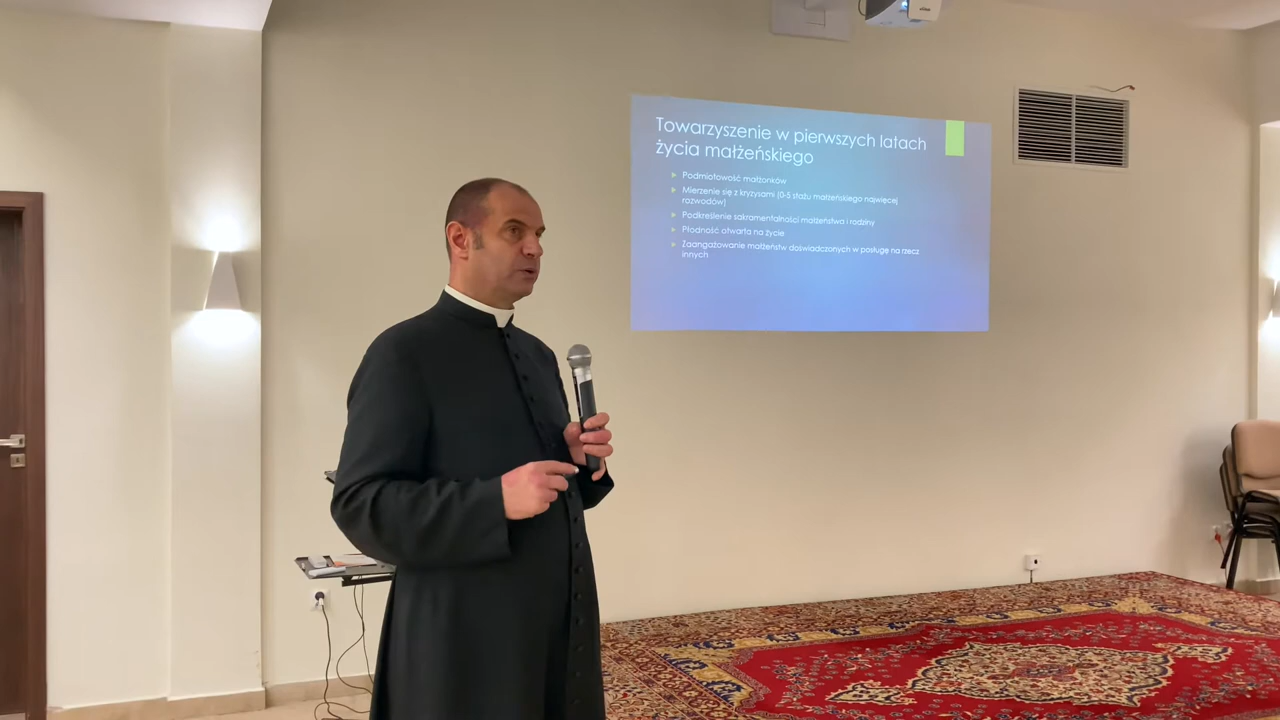 Towarzyszenie w pierwszych latach
życia małżeńskiego
Podmiotowość małżonków
Mierzenie się z kryzysami (0-5 stażu małżeńskiego najwięcej
rozwodów)
Podkreślenie sakramentalności małżeństwa i rodziny
Płodność otwarta na życie
Zaangażowanie małżeństw doświadczonych w posługę na rzecz
innych